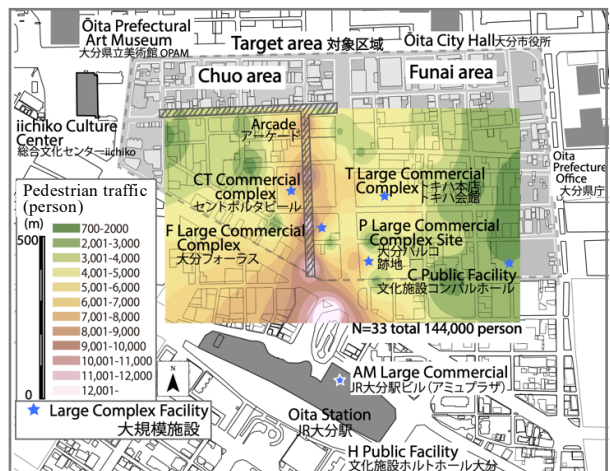 Ōita Prefectural
Art Museum
大分県立美術館 OPAM
Target area 対象区域
Ōita City Hall大分市役所
Chuo area
Funai area
iichiko Culture
Center
総合文化センターiichiko
Arcade
アーケード
Ōita
Prefecture
Office
大分県庁
CT Commercial
complex
セントポルタビール
T Large Commercial
Complex トキハ本店
トキハ会館
F Large Commercial
Complex
大分フォーラス
P Large Commercial
Complex Site
大分パルコ
跡地
C Public Facility
文化施設コンパルホール
Pedestrian traffic
(person)
(m)
500
0
700-2000
2,001-3,000
3,001-4,000
4,001-5,000
5,001-6,000
6,001-7,000
7,001-8,000
8,001-9,000
9,001-10,000
10,001-11,000
11,001-12,000
12,001-
N
N=33 total 144,000 person
AM Large Commercial
JR大分駅ビル(アミュプラザ)
Large Complex Facility
大規模施設
Oita Station
JR大分駅
H Public Facility
文化施設ホルトホール大分